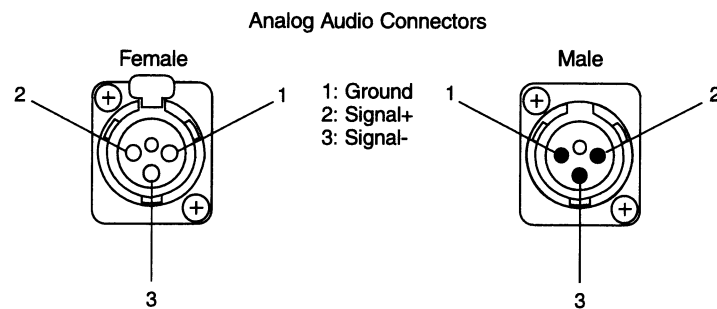 Analog Audio Connectors
Female
Male
2
1
1: Ground
2: Signal+
3: Signal-
1
2
3
3